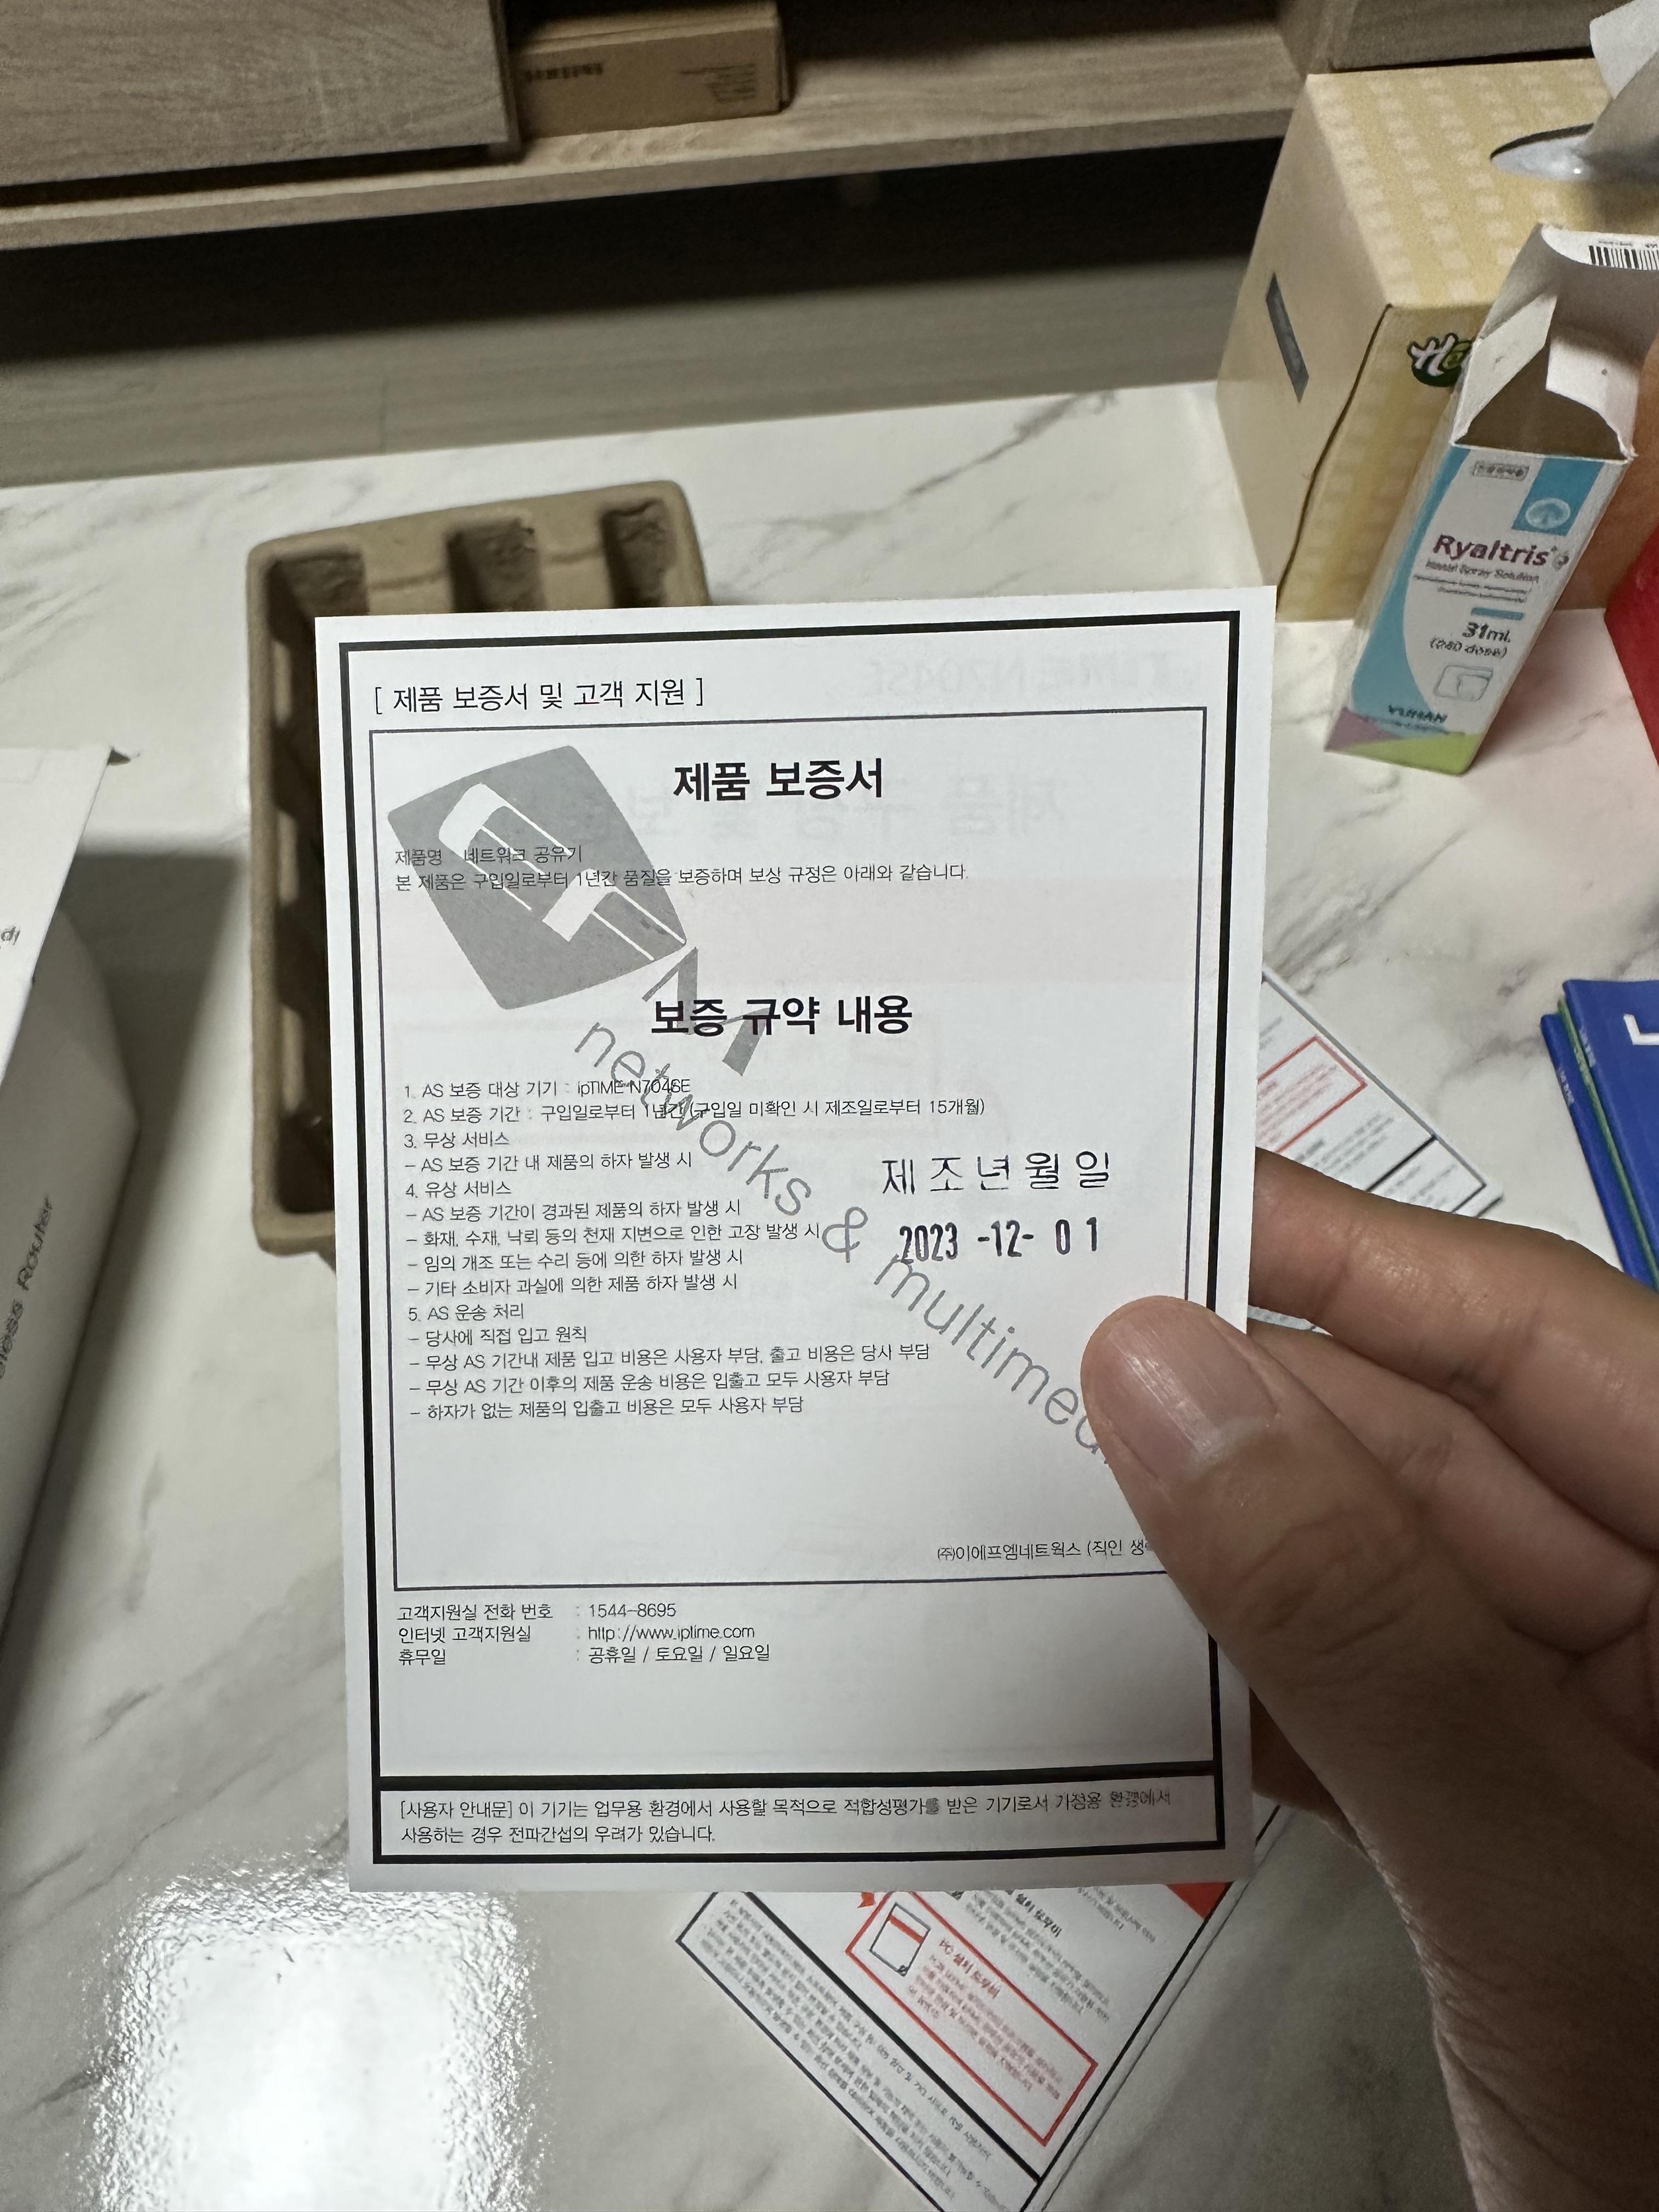 [ 제품 보증서 및 고객 지원 ]
제품 보증서
제품명 : 네트워크 공유기
본 제품은 구입일로부터 1년간 품질을 보증하며 보상 규정은 아래와 같습니다.
보증 규약 내용
1. AS 보증 대상 기기 : ipTIME N704SE
2. AS 보증 기간 : 구입일로부터 1년간 (구입일 미확인 시 제조일로부터 15개월)
3. 무상 서비스
- AS 보증 기간 내 제품의 하자 발생 시
4. 유상 서비스
- AS 보증 기간이 경과된 제품의 하자 발생 시
- 화재, 수재, 낙뢰 등의 천재 지변으로 인한 고장 발생 시
- 임의 개조 또는 수리 등에 의한 하자 발생 시
- 기타 소비자 과실에 의한 제품 하자 발생 시
5. AS 운송 처리
- 당사에 직접 입고 원칙
- 무상 AS 기간내 제품 입고 비용은 사용자 부담, 출고 비용은 당사 부담
- 무상 AS 기간 이후의 제품 운송 비용은 입출고 모두 사용자 부담
- 하자가 없는 제품의 입출고 비용은 모두 사용자 부담
제조년월일
2023 -12- 01
networks & multimed
㈜이에프엠네트웍스 (직인 생
고객지원실 전화 번호 : 1544-8695
인터넷 고객지원실 : http://www.iptime.com
휴무일 : 공휴일 / 토요일 / 일요일
[사용자 안내문] 이 기기는 업무용 환경에서 사용할 목적으로 적합성평가를 받은 기기로서 가정용 환경에서
사용하는 경우 전파간섭의 우려가 있습니다.
Ryaltris
Nasal Spray Solution
31mL
YUHAN
Router
PC 설치 도우미